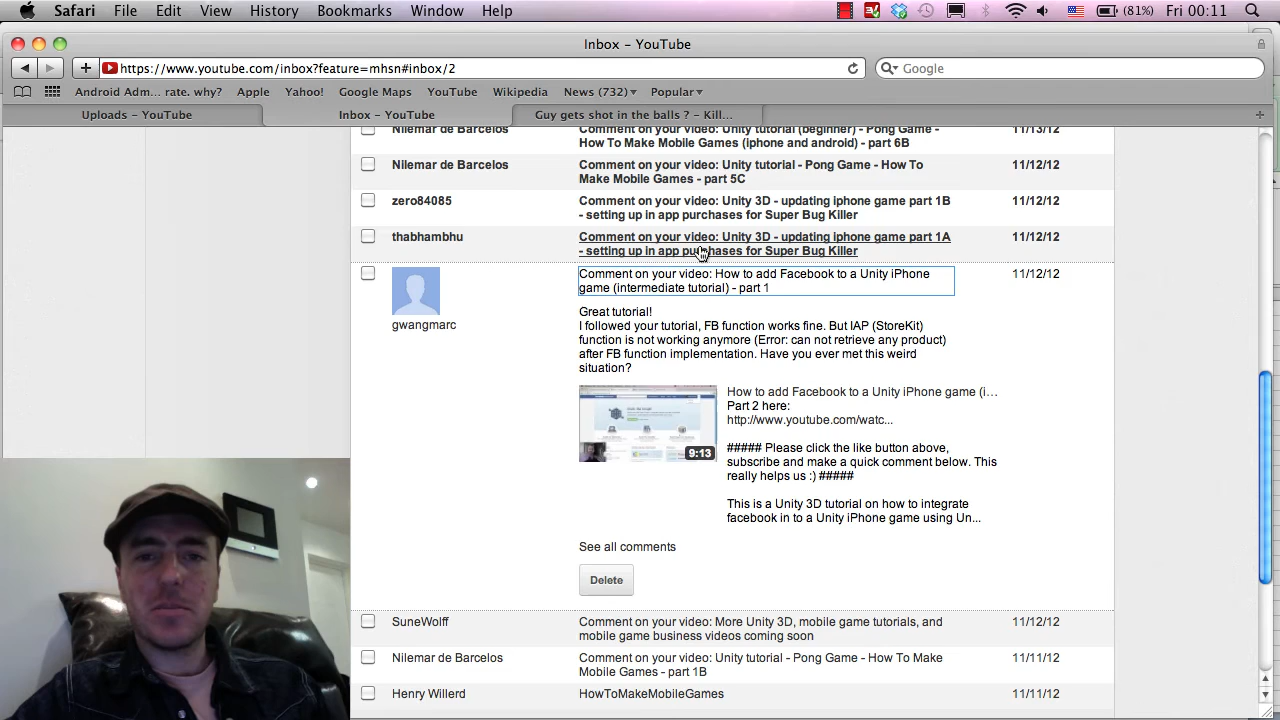 Safari File Edit View History Bookmarks Window Help (81%) Fri 00:11
Inbox – YouTube
https://www.youtube.com/inbox?feature=mhsn#inbox/2 Google
Android Adm... rate. why? Apple Yahoo! Google Maps YouTube Wikipedia News (732) Popular
Uploads – YouTube Inbox – YouTube Guy gets shot in the balls ? – Kill...
Nilemar de Barcelos Comment on your video: Unity tutorial (beginner) - Pong Game - 11/13/12
How To Make Mobile Games (iphone and android) - part 6B
Nilemar de Barcelos Comment on your video: Unity tutorial - Pong Game - How To 11/12/12
Make Mobile Games - part 5C
zero84085 Comment on your video: Unity 3D - updating iphone game part 1B 11/12/12
- setting up in app purchases for Super Bug Killer
thabhambhu Comment on your video: Unity 3D - updating iphone game part 1A 11/12/12
- setting up in app purchases for Super Bug Killer
Comment on your video: How to add Facebook to a Unity iPhone 11/12/12
game (intermediate tutorial) - part 1
gwangmarc
Great tutorial!
I followed your tutorial, FB function works fine. But IAP (StoreKit)
function is not working anymore (Error: can not retrieve any product)
after FB function implementation. Have you ever met this weird
situation?
How to add Facebook to a Unity iPhone game (i...
Part 2 here:
http://www.youtube.com/watc...
9:13
##### Please click the like button above,
subscribe and make a quick comment below. This
really helps us :) #####
This is a Unity 3D tutorial on how to integrate
facebook in to a Unity iPhone game using Un...
See all comments
Delete
SuneWolff Comment on your video: More Unity 3D, mobile game tutorials, and 11/12/12
mobile game business videos coming soon
Nilemar de Barcelos Comment on your video: Unity tutorial - Pong Game - How To Make 11/11/12
Mobile Games - part 1B
Henry Willerd HowToMakeMobileGames 11/11/12